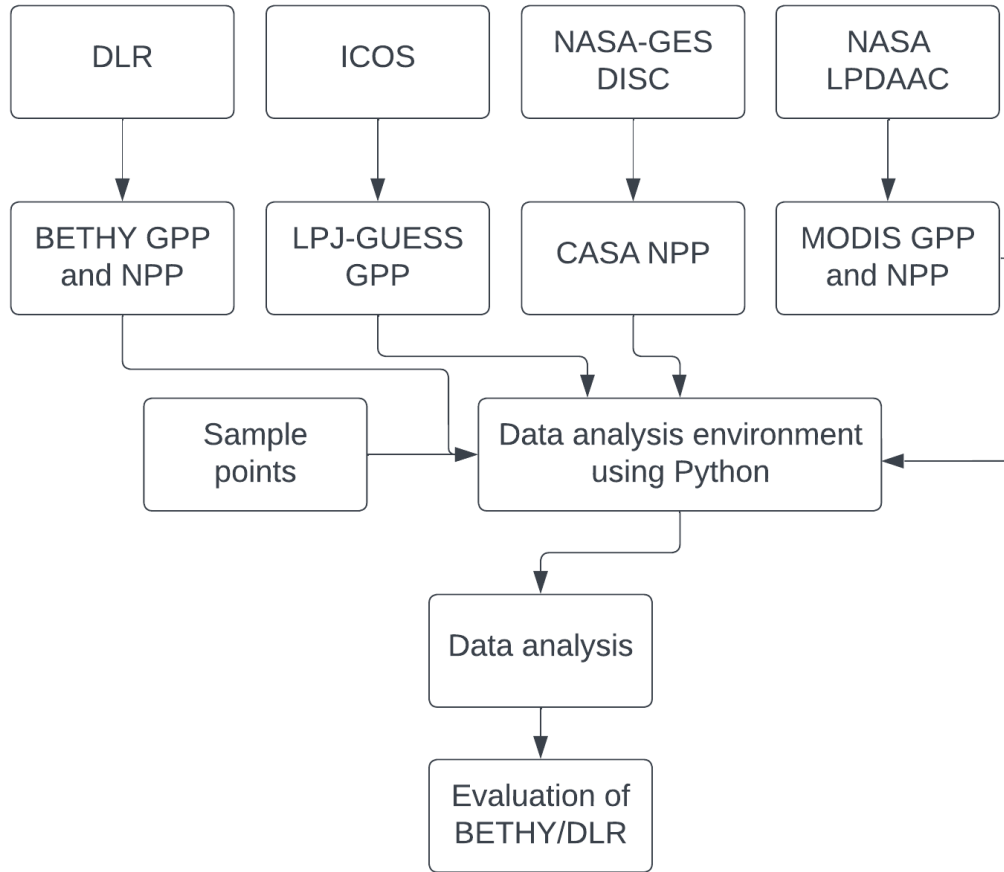 DLR
ICOS
NASA-GES
DISC
NASA
LPDAAC
BETHY GPP
and NPP
LPJ-GUESS
GPP
CASA NPP
MODIS GPP
and NPP
Sample
points
Data analysis environment
using Python
Data analysis
Evaluation of
BETHY/DLR